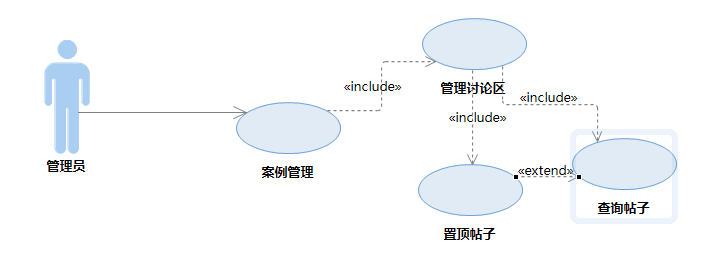 «include»
管理讨论区
«include»
«include»
管理员
案例管理
«extend»
置顶帖子
查询帖子